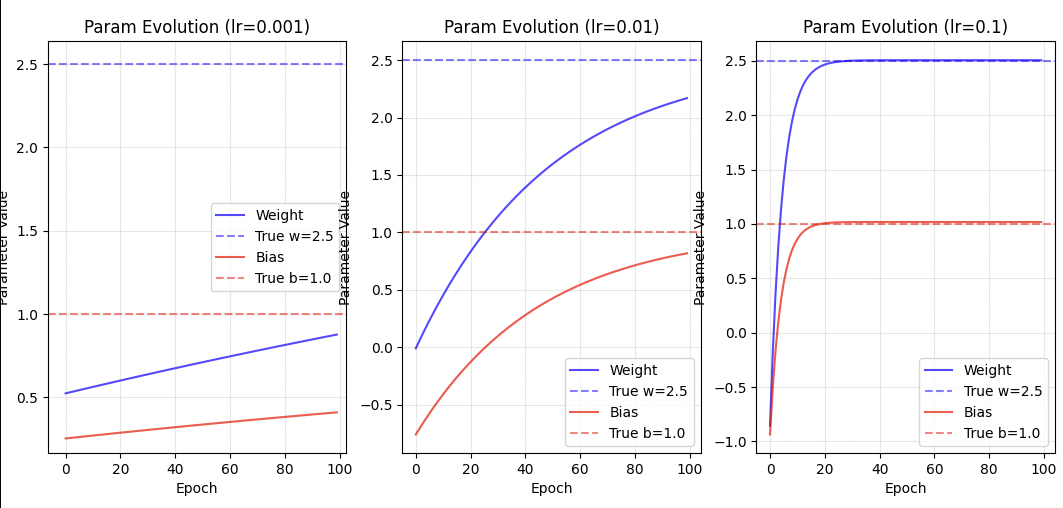 Param Evolution (lr=0.001)
Parameter Value
2.5
2.0
1.5
1.0
0.5
Weight
True w=2.5
Bias
True b=1.0
0 20 40 60 80 100
Epoch
Param Evolution (lr=0.01)
Parameter Value
2.5
2.0
1.5
1.0
0.5
0.0
−0.5
Weight
True w=2.5
Bias
True b=1.0
0 20 40 60 80 100
Epoch
Param Evolution (lr=0.1)
Parameter Value
2.5
2.0
1.5
1.0
0.5
0.0
−0.5
−1.0
Weight
True w=2.5
Bias
True b=1.0
0 20 40 60 80 100
Epoch